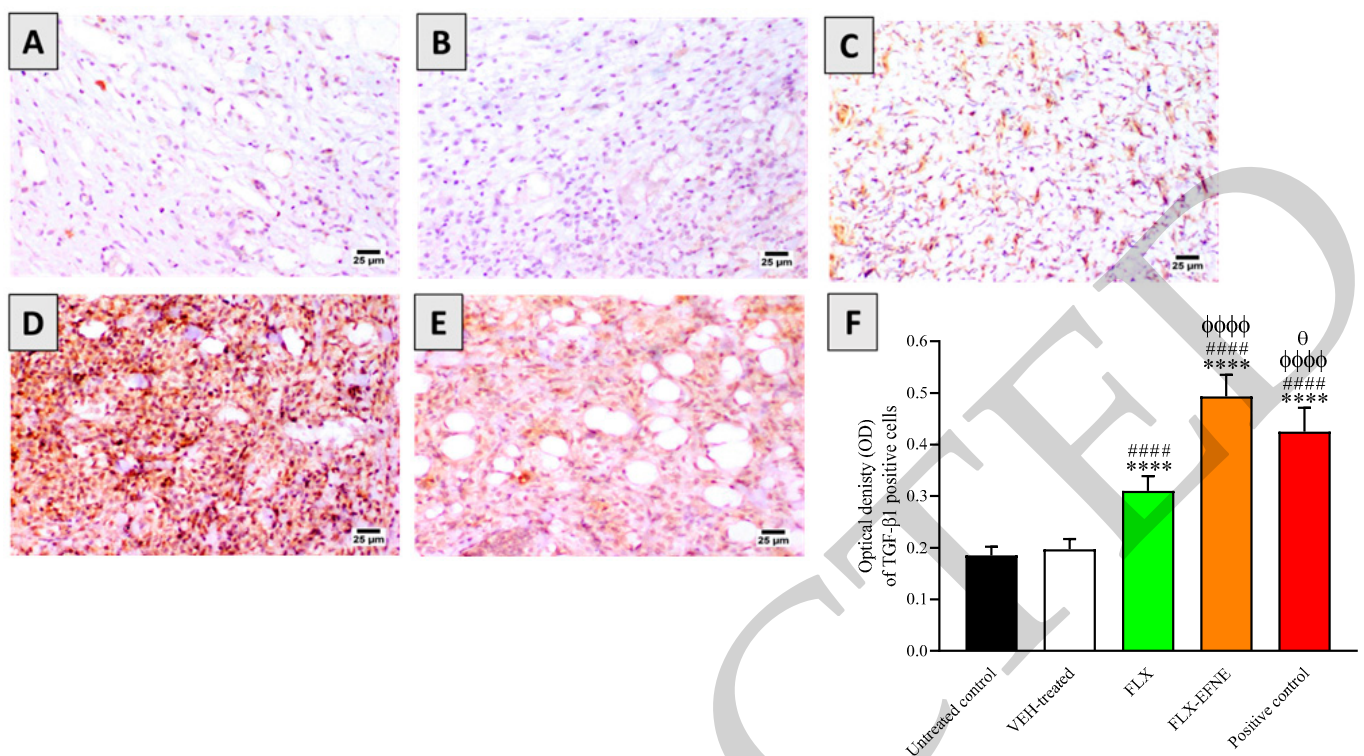 A
B
C
25 µm
25 µm
25 µm
D
E
F
25 µm
25 µm
Optical denisty (OD)
of TGF-β1 positive cells
0.6
0.5
0.4
0.3
0.2
0.1
0.0
####
****
ϕϕϕϕ
####
****
θ
ϕϕϕϕ
####
****
Untreated control
VEH-treated
FLX
FLX-EFNE
Positive control
CTED